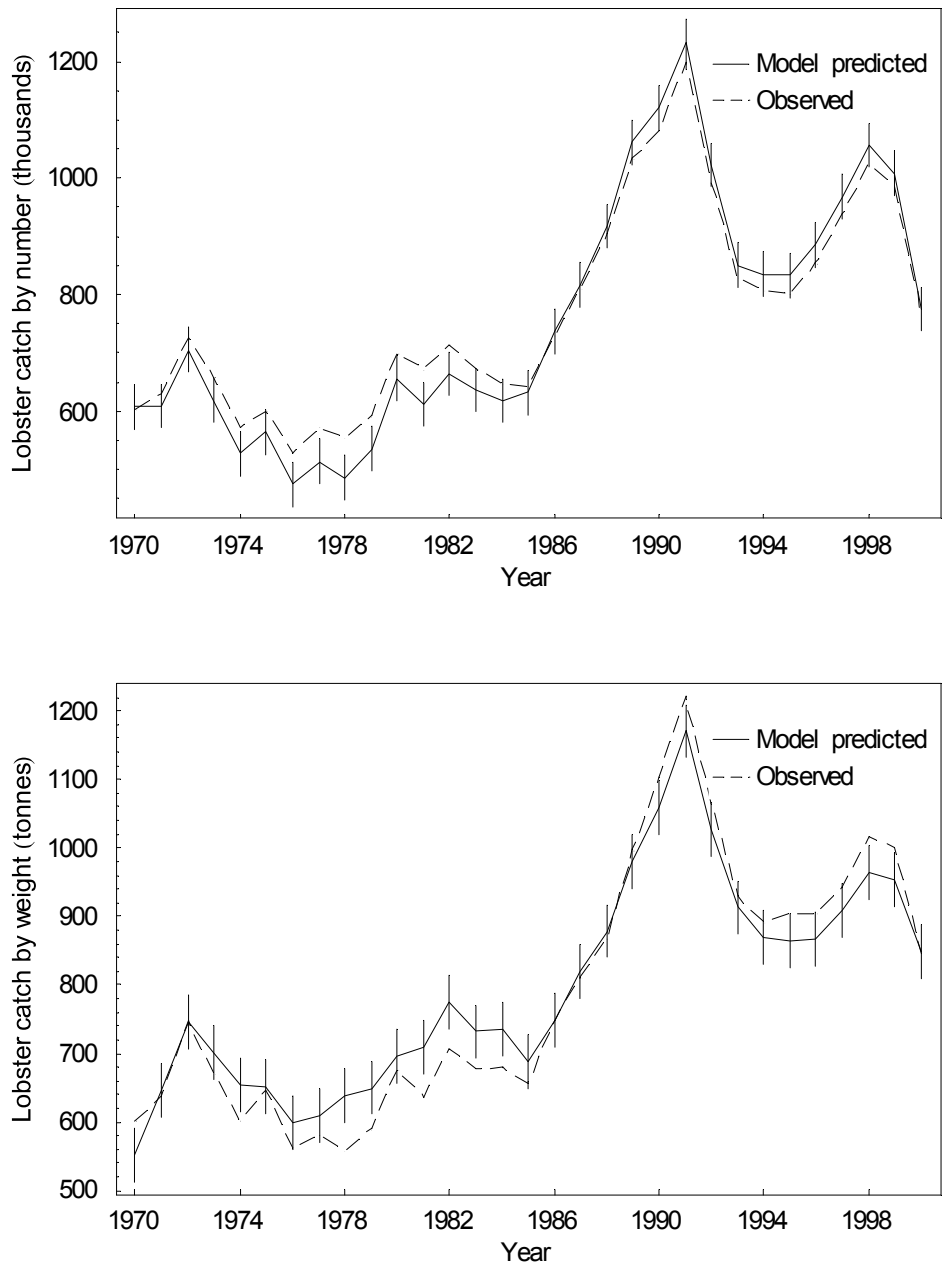 Lobster catch by number (thousands)
1200
1000
800
600
Model predicted
Observed
1970 1974 1978 1982 1986 1990 1994 1998
Year
Lobster catch by weight (tonnes)
1200
1100
1000
900
800
700
600
500
Model predicted
Observed
1970 1974 1978 1982 1986 1990 1994 1998
Year